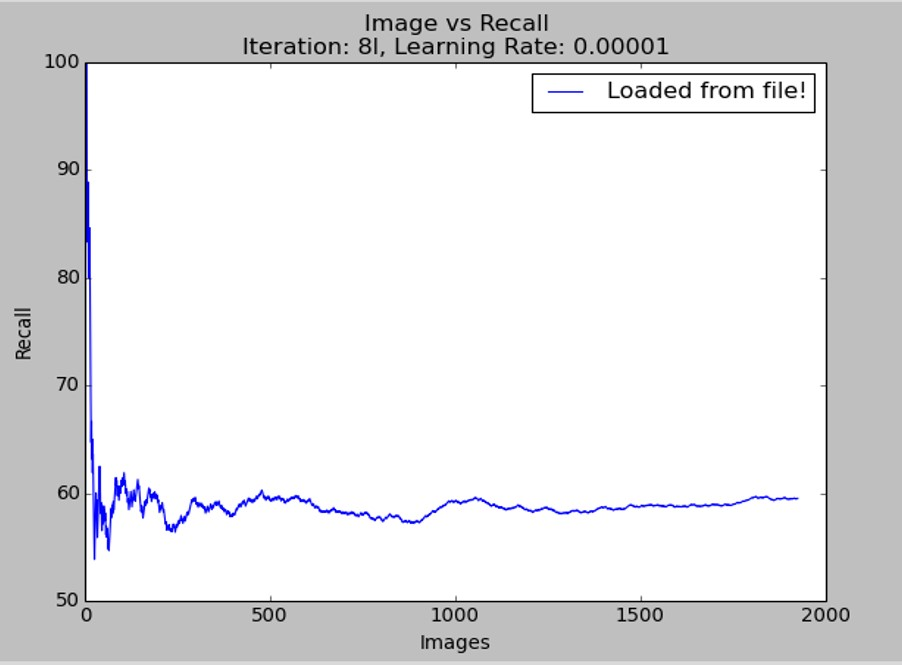 Image vs Recall
Iteration: 8l, Learning Rate: 0.00001
Loaded from file!
100
90
80
70
60
50
Recall
0 500 1000 1500 2000
Images